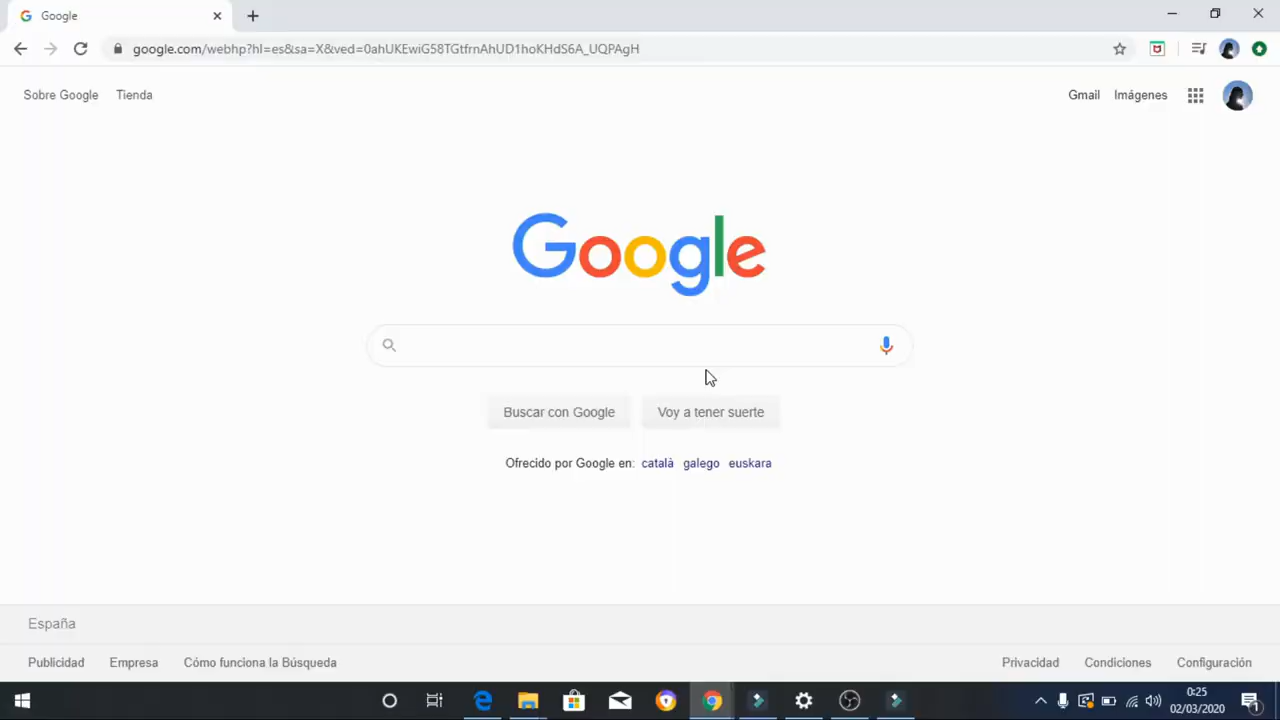 Google
google.com/webhp?hl=es&sa=X&ved=0ahUKEwiG58TGtfrnAhUD1hoKHdS6A_UQPAgH
Sobre Google Tienda Gmail Imágenes
Google
Buscar con Google Voy a tener suerte
Ofrecido por Google en: català galego euskara
España
Publicidad Empresa Cómo funciona la Búsqueda Privacidad Condiciones Configuración
0:25
02/03/2020
1